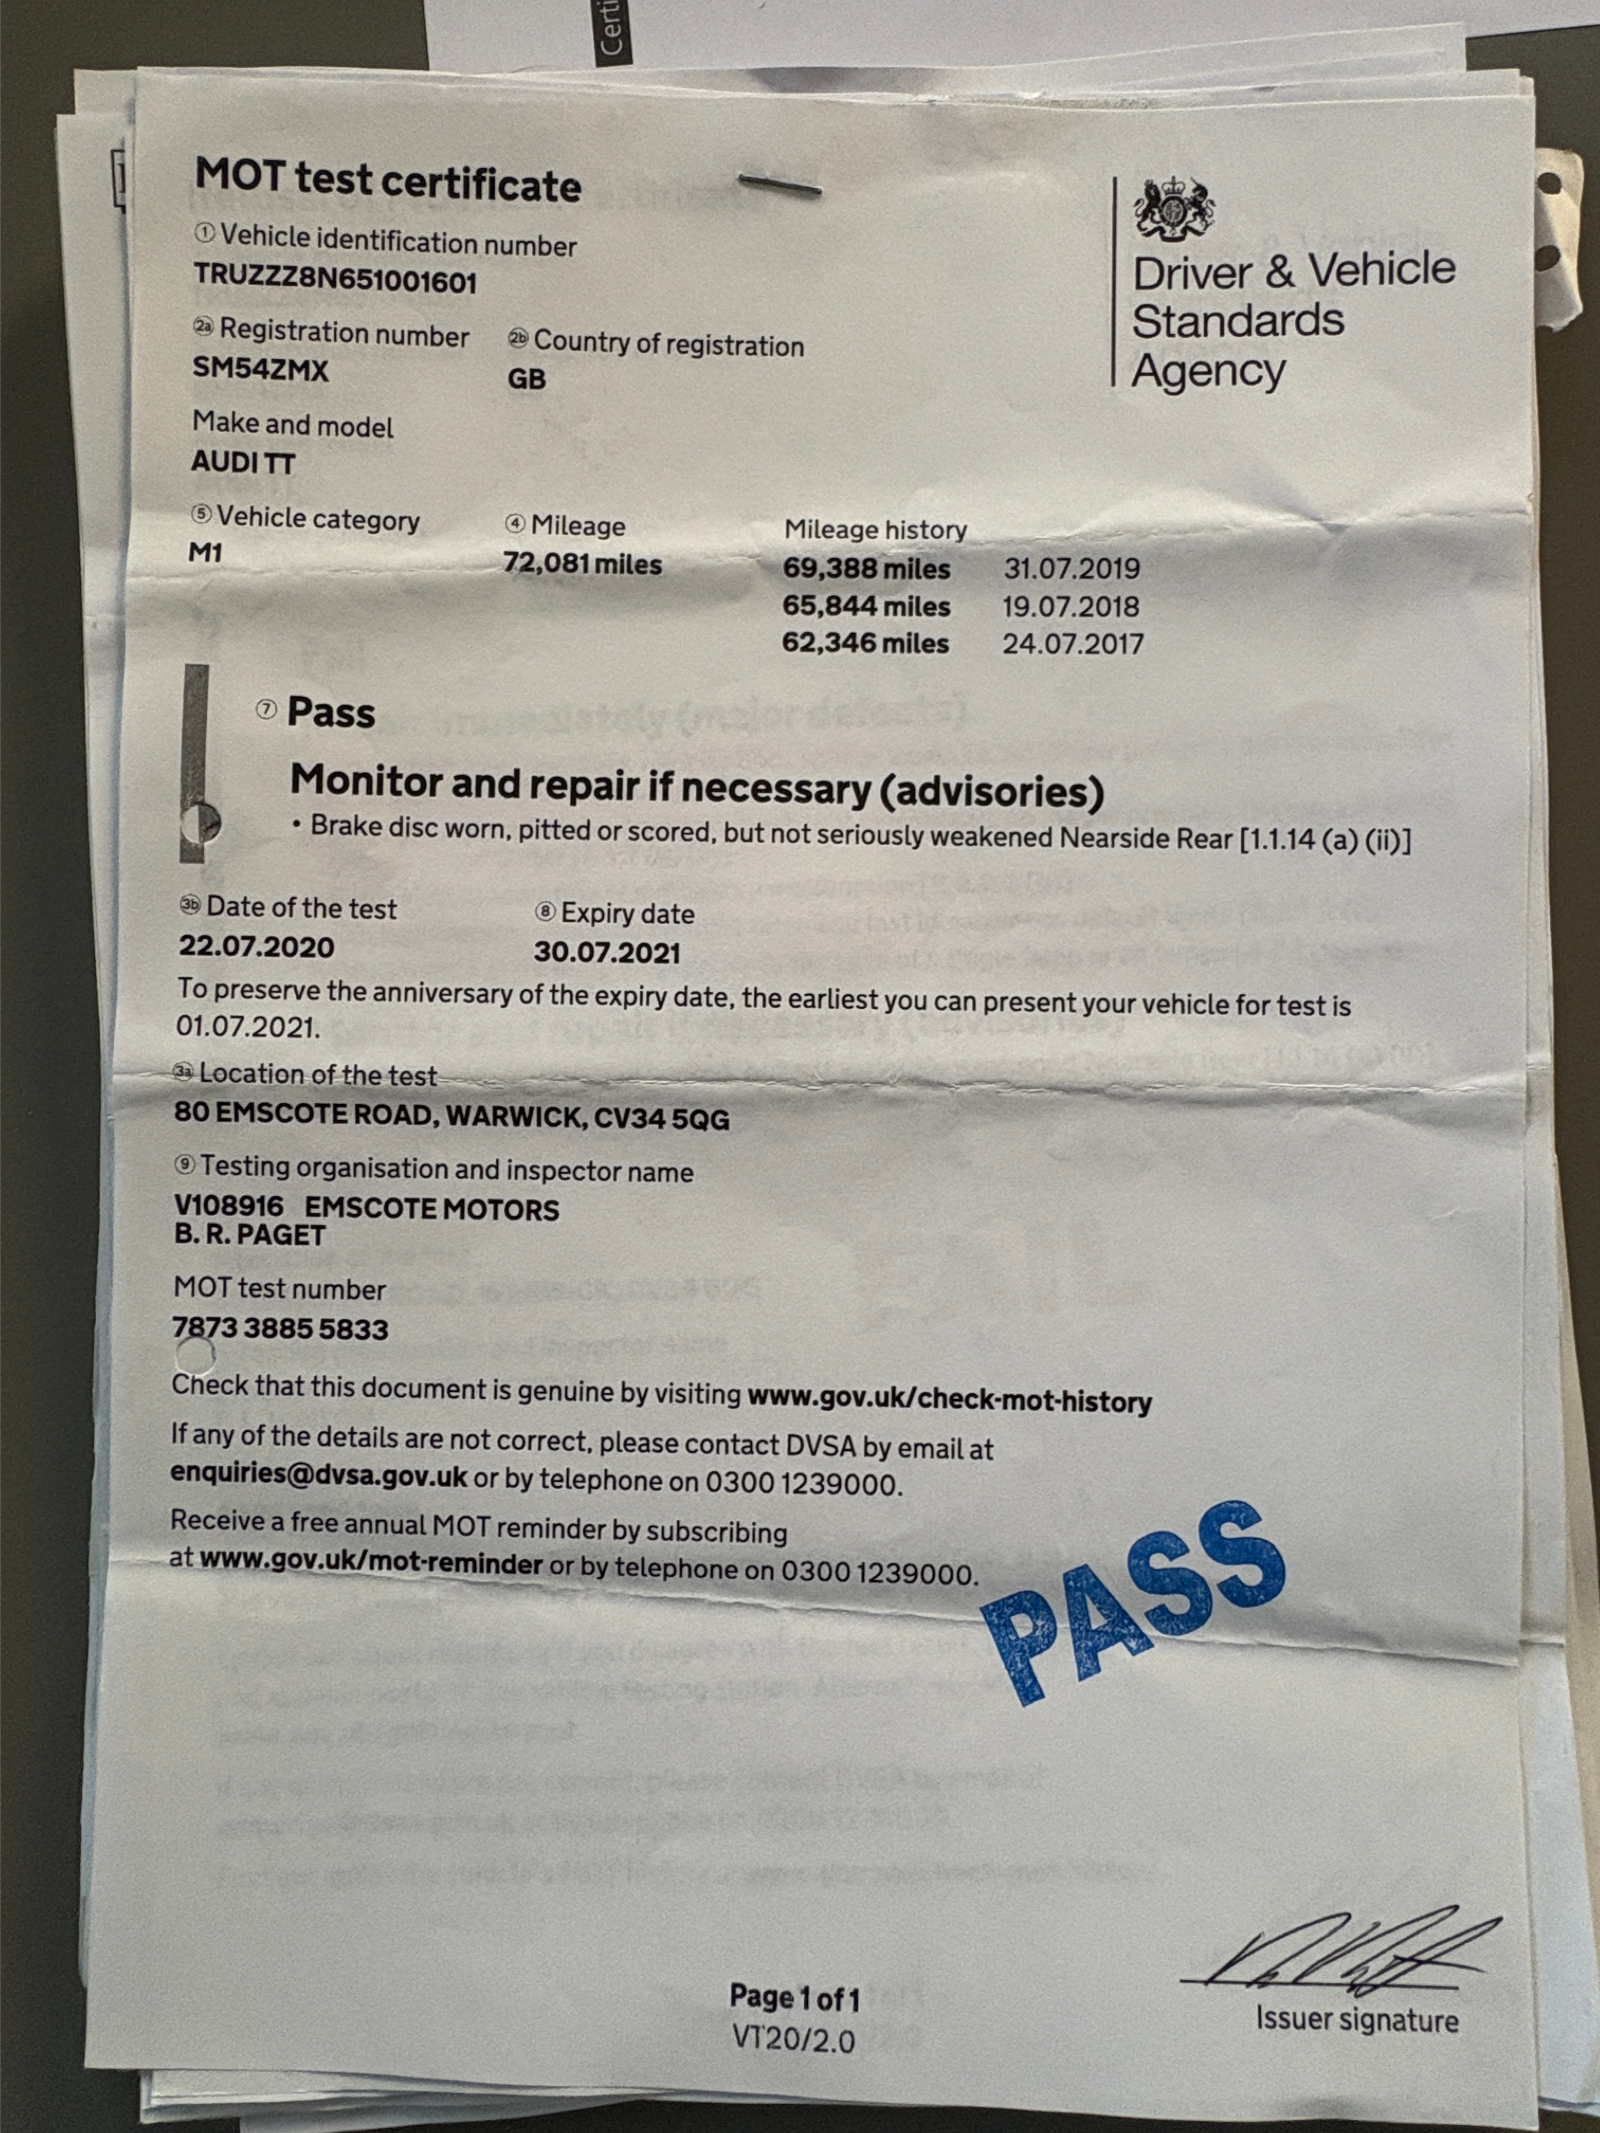 Certi
MOT test certificate
① Vehicle identification number
TRUZZZ8N651001601
2a Registration number
SM54ZMX
2b Country of registration
GB
Driver & Vehicle
Standards
Agency
Make and model
AUDI TT
⑤ Vehicle category
M1
④ Mileage
72,081 miles
Mileage history
69,388 miles 31.07.2019
65,844 miles 19.07.2018
62,346 miles 24.07.2017
⑦ Pass
Monitor and repair if necessary (advisories)
• Brake disc worn, pitted or scored, but not seriously weakened Nearside Rear [1.1.14 (a) (ii)]
3b Date of the test
22.07.2020
⑧ Expiry date
30.07.2021
To preserve the anniversary of the expiry date, the earliest you can present your vehicle for test is
01.07.2021.
3a Location of the test
80 EMSCOTE ROAD, WARWICK, CV34 5QG
⑨ Testing organisation and inspector name
V108916 EMSCOTE MOTORS
B. R. PAGET
MOT test number
7873 3885 5833
Check that this document is genuine by visiting www.gov.uk/check-mot-history
If any of the details are not correct, please contact DVSA by email at
enquiries@dvsa.gov.uk or by telephone on 0300 1239000.
Receive a free annual MOT reminder by subscribing
at www.gov.uk/mot-reminder or by telephone on 0300 1239000.
PASS
Issuer signature
Page 1 of 1
VT20/2.0